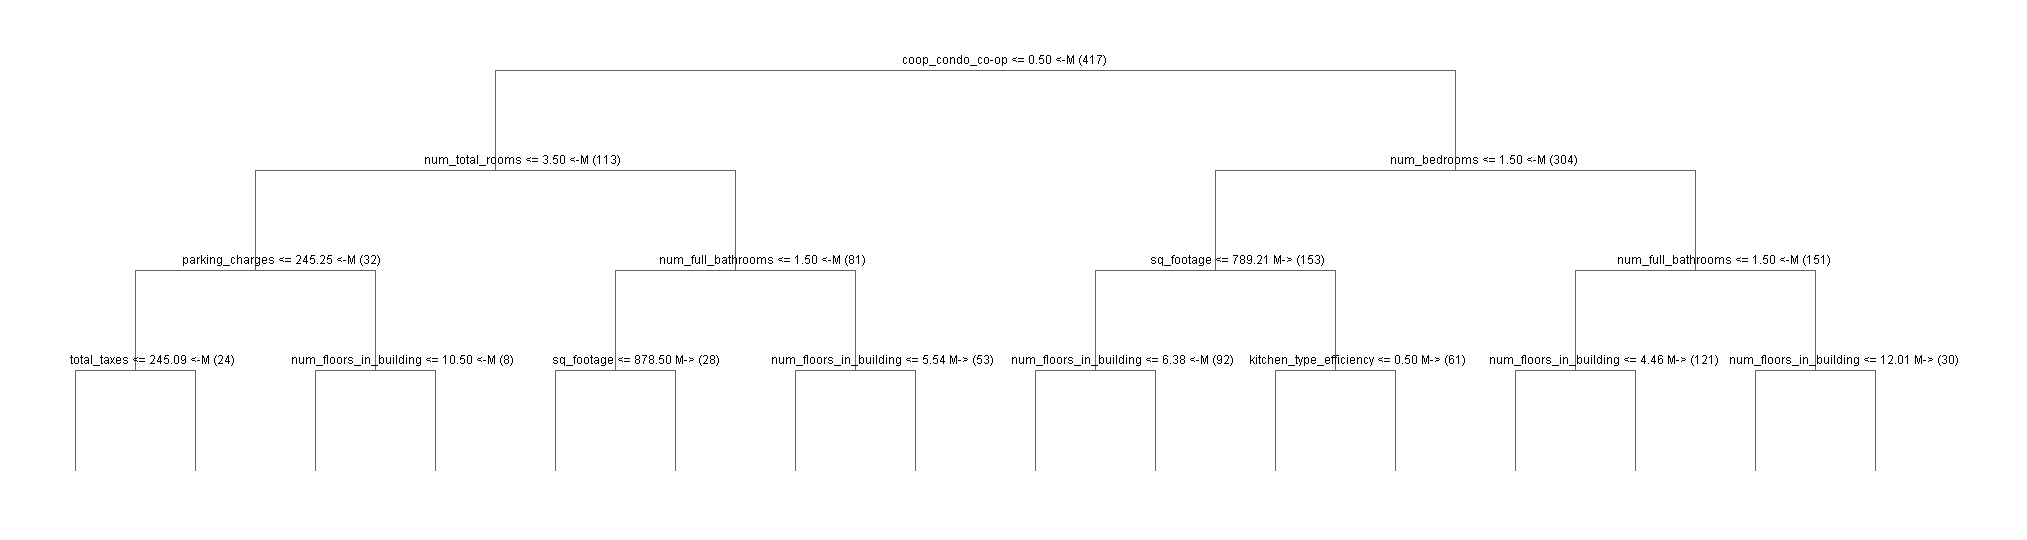 coop_condo_co-op <= 0.50 <-M (417)
num_total_rooms <= 3.50 <-M (113)
num_bedrooms <= 1.50 <-M (304)
parking_charges <= 245.25 <-M (32)
num_full_bathrooms <= 1.50 <-M (81)
sq_footage <= 789.21 M-> (153)
num_full_bathrooms <= 1.50 <-M (151)
total_taxes <= 245.09 <-M (24)
num_floors_in_building <= 10.50 <-M (8)
sq_footage <= 878.50 M-> (28)
num_floors_in_building <= 5.54 M-> (53)
num_floors_in_building <= 6.38 <-M (92)
kitchen_type_efficiency <= 0.50 M-> (61)
num_floors_in_building <= 4.46 M-> (121)
num_floors_in_building <= 12.01 M-> (30)